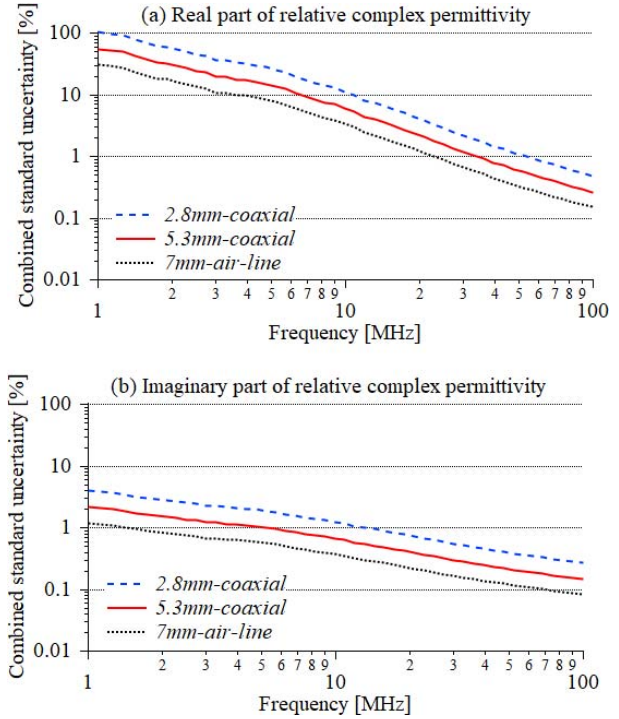 (a) Real part of relative complex permittivity
Combined standard uncertainty [%]
100
10
1
0.1
0.01
2.8mm-coaxial
5.3mm-coaxial
7mm-air-line
1 2 3 4 5 6 7 8 9 10 2 3 4 5 6 7 8 9 100
Frequency [MHz]
(b) Imaginary part of relative complex permittivity
Combined standard uncertainty [%]
100
10
1
0.1
0.01
2.8mm-coaxial
5.3mm-coaxial
7mm-air-line
1 2 3 4 5 6 7 8 9 10 2 3 4 5 6 7 8 9 100
Frequency [MHz]